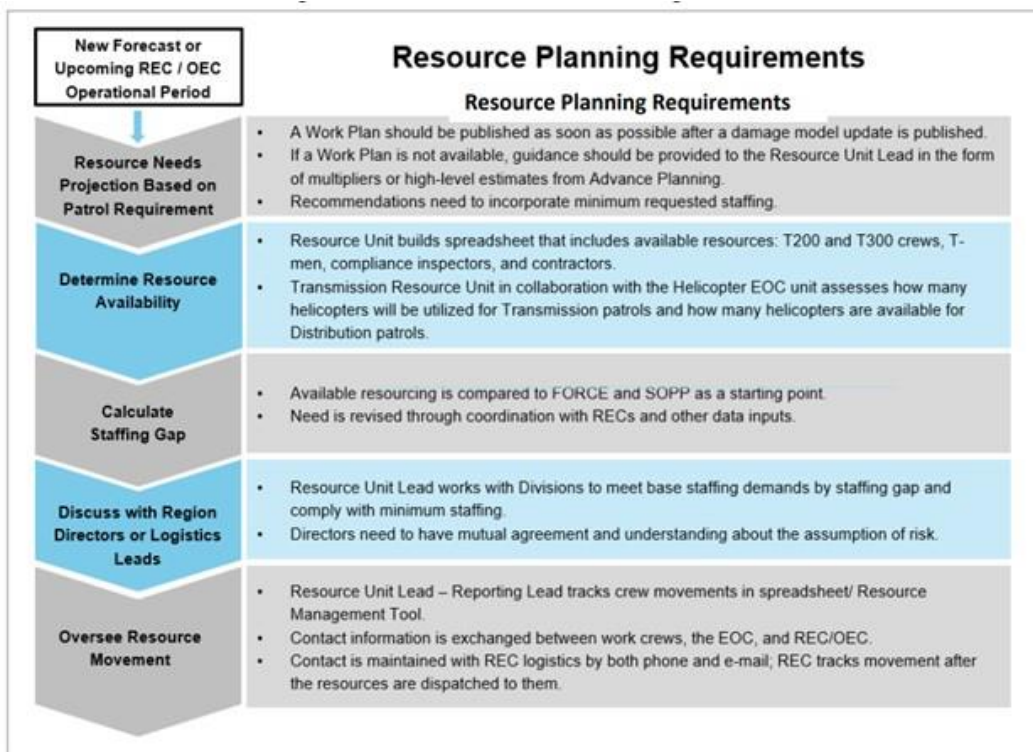 New Forecast or
Upcoming REC / OEC
Operational Period
Resource Planning Requirements
Resource Planning Requirements
Resource Needs
Projection Based on
Patrol Requirement
• A Work Plan should be published as soon as possible after a damage model update is published.
• If a Work Plan is not available, guidance should be provided to the Resource Unit Lead in the form
of multipliers or high-level estimates from Advance Planning.
• Recommendations need to incorporate minimum requested staffing.
Determine Resource
Availability
• Resource Unit builds spreadsheet that includes available resources: T200 and T300 crews, T-
men, compliance inspectors, and contractors.
• Transmission Resource Unit in collaboration with the Helicopter EOC unit assesses how many
helicopters will be utilized for Transmission patrols and how many helicopters are available for
Distribution patrols.
Calculate
Staffing Gap
• Available resourcing is compared to FORCE and SOPP as a starting point.
• Need is revised through coordination with RECs and other data inputs.
Discuss with Region
Directors or Logistics
Leads
• Resource Unit Lead works with Divisions to meet base staffing demands by staffing gap and
comply with minimum staffing.
• Directors need to have mutual agreement and understanding about the assumption of risk.
Oversee Resource
Movement
• Resource Unit Lead – Reporting Lead tracks crew movements in spreadsheet/ Resource
Management Tool.
• Contact information is exchanged between work crews, the EOC, and REC/OEC.
• Contact is maintained with REC logistics by both phone and e-mail; REC tracks movement after
the resources are dispatched to them.